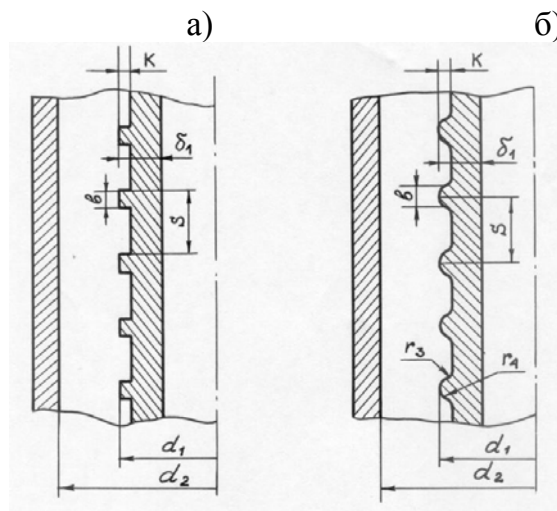 а) б)
K K
δ₁ δ₁
в S в S
r₃ r₄
d₁ d₁
d₂ d₂